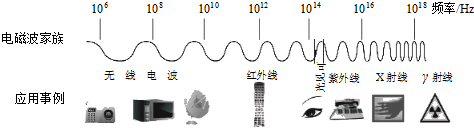 10⁶ 10⁸ 10¹⁰ 10¹² 10¹⁴ 10¹⁶ 10¹⁸ 频率/Hz
电磁波家族
无线电波 红外线 可见光 紫外线 X射线 γ射线
应用事例